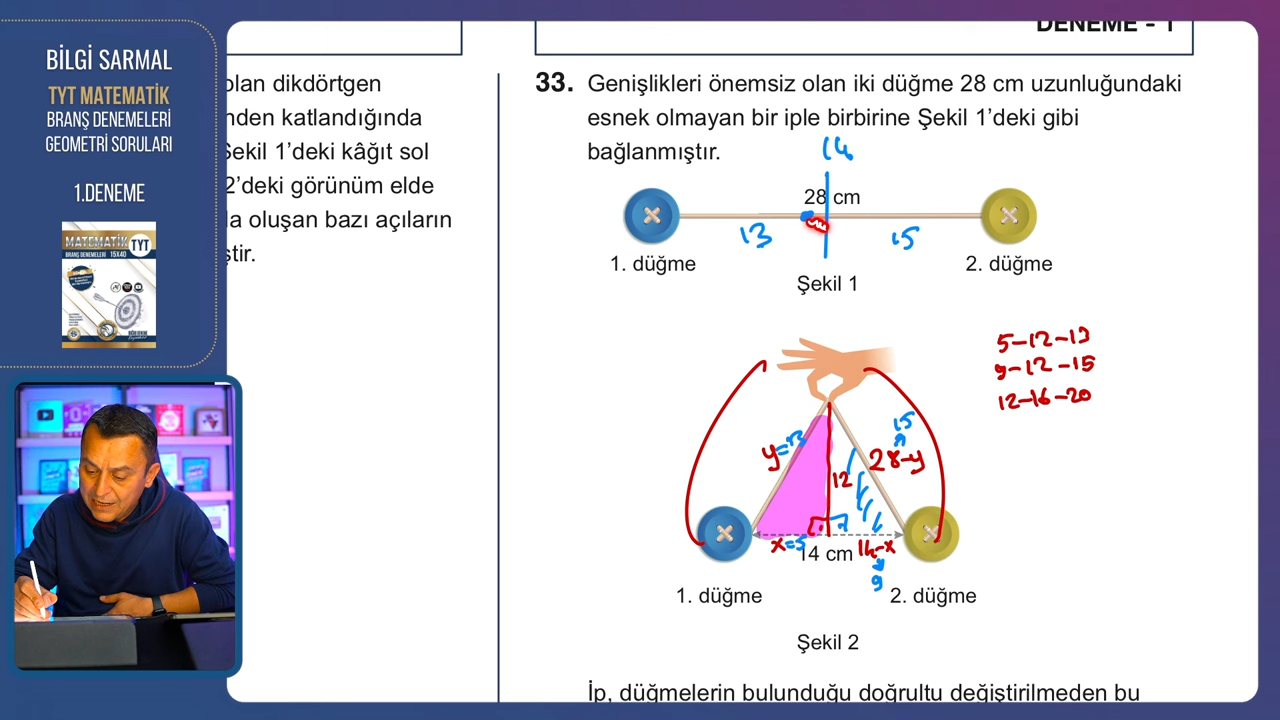 BİLGİ SARMAL
TYT MATEMATİK
BRANŞ DENEMELERİ
GEOMETRİ SORULARI
1.DENEME
MATEMATİK TYT
BRANŞ DENEMELERİ 15X40
olan dikdörtgen
nden katlandığında
Şekil 1’deki kâğıt sol
2’deki görünüm elde
la oluşan bazı açıların
ştir.
DENEME - 1
33. Genişlikleri önemsiz olan iki düğme 28 cm uzunluğundaki
esnek olmayan bir iple birbirine Şekil 1’deki gibi
bağlanmıştır.
14
28 cm
13 15
1. düğme 2. düğme
Şekil 1
5-12-13
9-12-15
12-16-20
15
y=13 28-y
12
x=5 14-x
14 cm
9
1. düğme 2. düğme
Şekil 2
İp, düğmelerin bulunduğu doğrultu değiştirilmeden bu